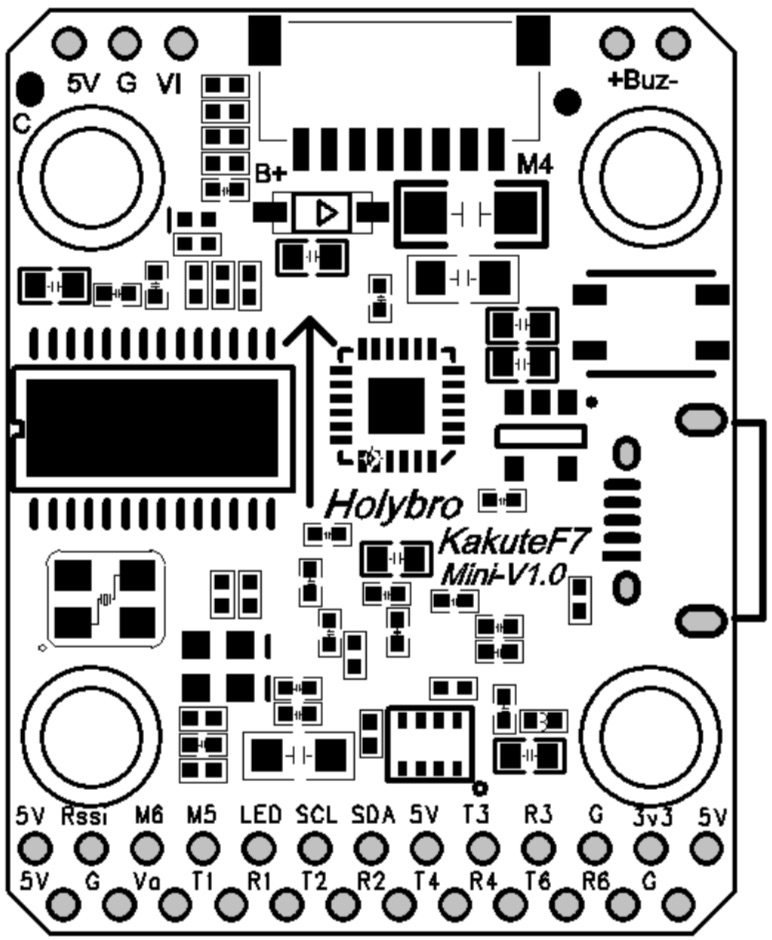 5V G VI +Buz-
C
B+ M4
Holybro
KakuteF7
Mini-V1.0
5V Rssi M6 M5 LED SCL SDA 5V T3 R3 G 3v3 5V
5V G Va T1 R1 T2 R2 T4 R4 T6 R6 G